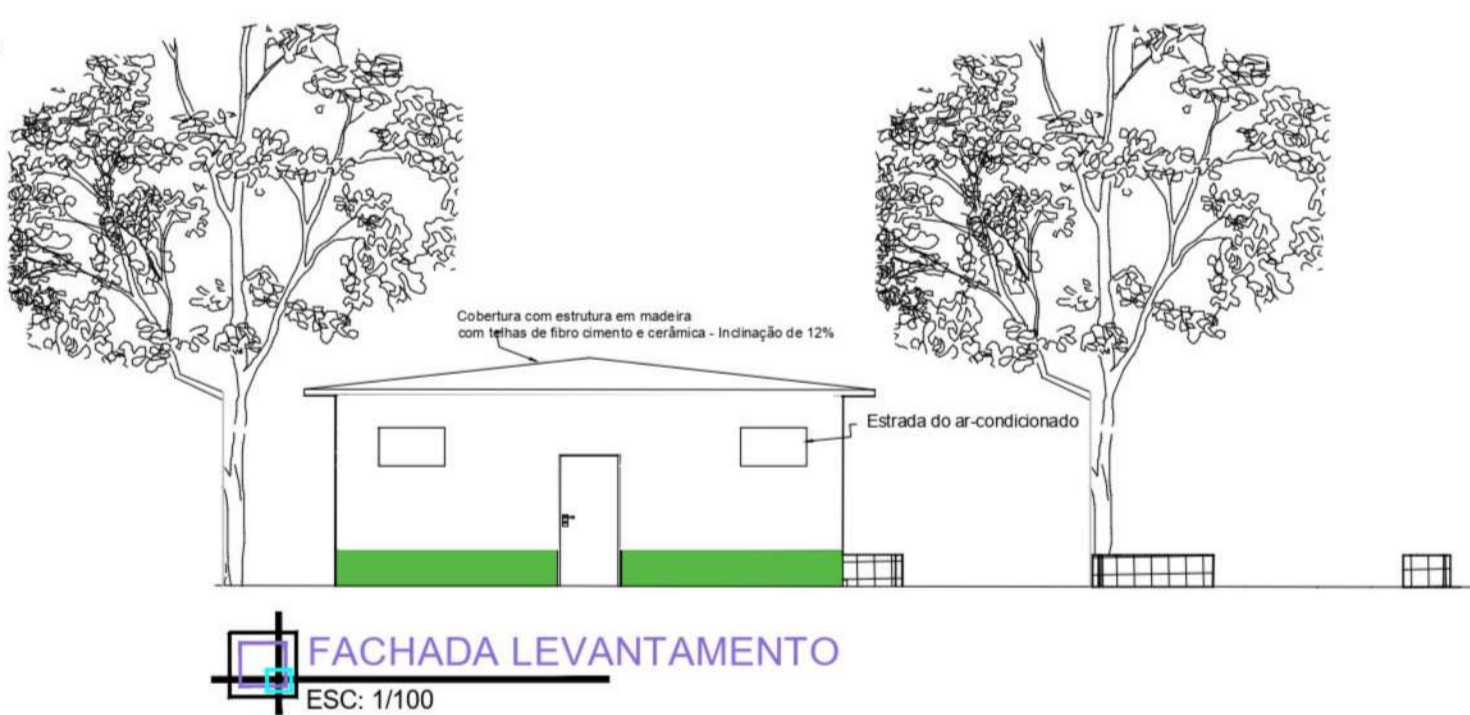 Cobertura com estrutura em madeira
com telhas de fibro cimento e cerâmica - Inclinação de 12%
Estrada do ar-condicionado
FACHADA LEVANTAMENTO
ESC: 1/100